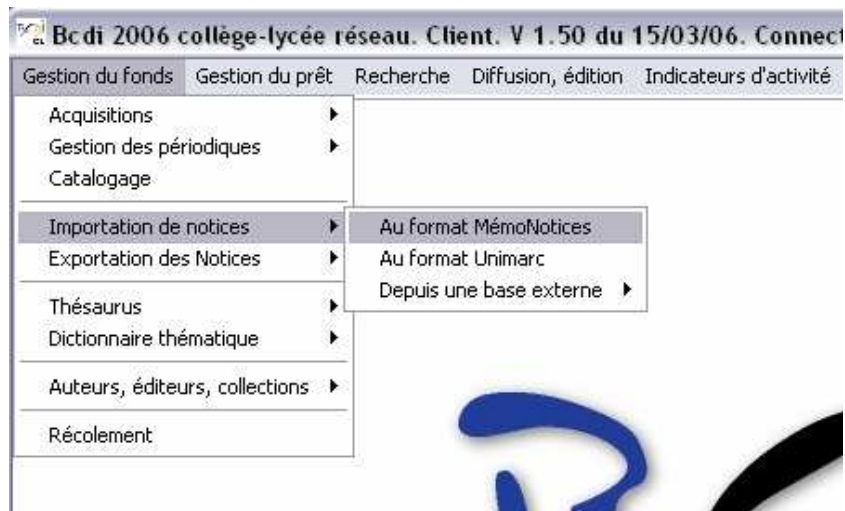 Bcdi 2006 collège-lycée réseau. Client. V 1.50 du 15/03/06. Connect
Gestion du fonds Gestion du prêt Recherche Diffusion, édition Indicateurs d'activité
Acquisitions
Gestion des périodiques
Catalogage
Importation de notices
Au format MémoNotices
Exportation des Notices
Au format Unimarc
Depuis une base externe
Thésaurus
Dictionnaire thématique
Auteurs, éditeurs, collections
Récolement